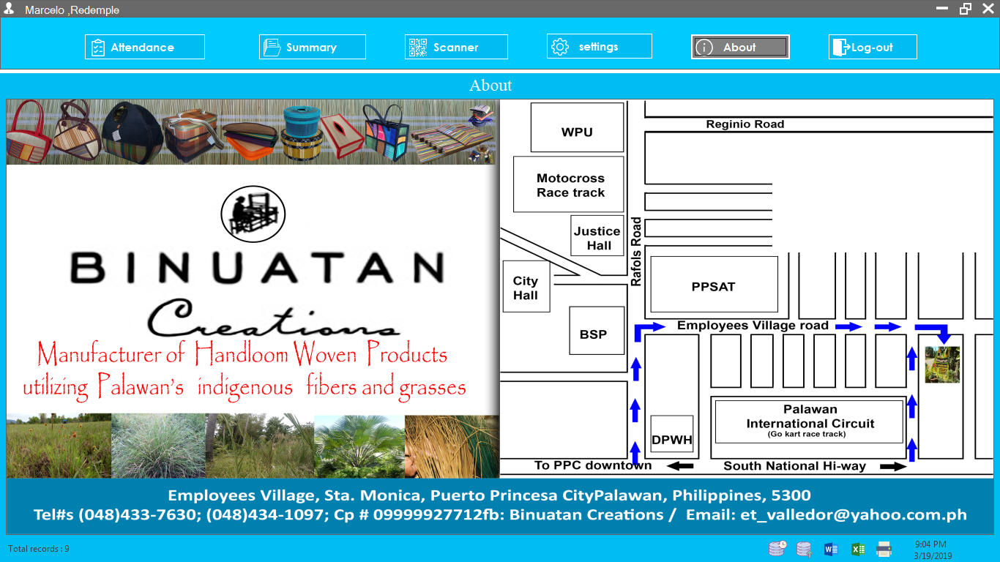 Marcelo ,Redemple
Attendance
Summary
Scanner
settings
About
Log-out
About
BINUATAN
Creations
Manufacturer of Handloom Woven Products
utilizing Palawan's indigenous fibers and grasses
WPU
Motocross
Race track
Justice
Hall
City
Hall
BSP
Rafols Road
Reginio Road
PPSAT
Employees Village road
DPWH
Palawan
International Circuit
(Go kart race track)
To PPC downtown
South National Hi-way
Employees Village, Sta. Monica, Puerto Princesa CityPalawan, Philippines, 5300
Tel#s (048)433-7630; (048)434-1097; Cp # 09999927712fb: Binuatan Creations / Email: et_valledor@yahoo.com.ph
Total records : 9
9:04 PM
3/19/2019